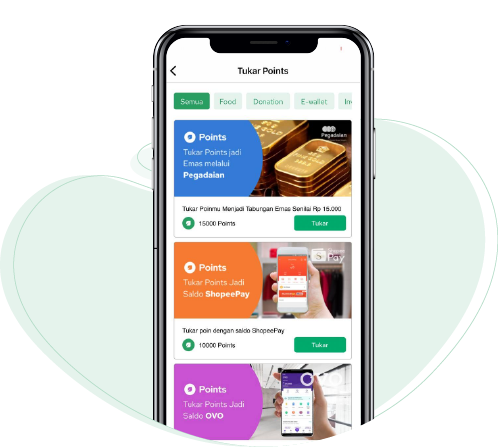 Tukar Points
Semua Food Donation E-wallet
Points
Pegadaian
Tukar Points jadi
Emas melalui
Pegadaian
Tukar Poinmu Menjadi Tabungan Emas Senilai Rp 15.000
15000 Points Tukar
Points
Pay
Tukar Points Jadi
Saldo ShopeePay
Tukar poin dengan saldo ShopeePay
10000 Points Tukar
Points
Tukar Points Jadi
Saldo OVO